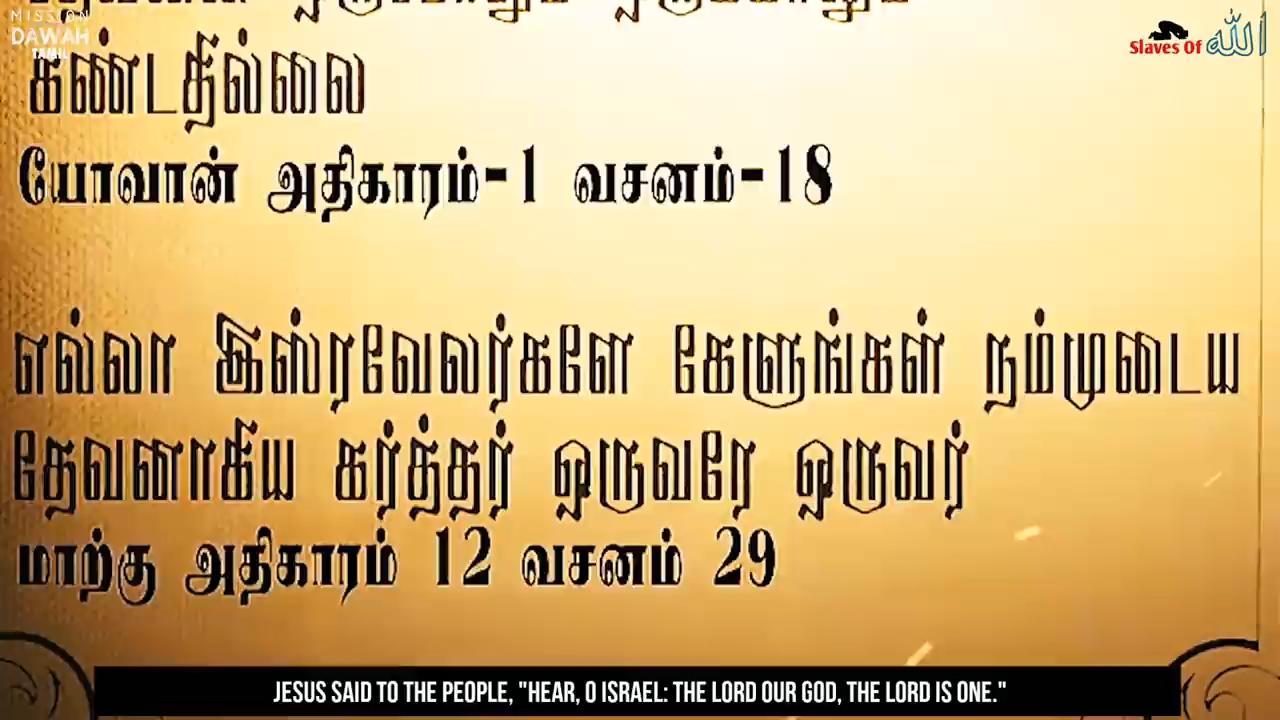 MISSION
DAWAH
TAMIL
Slaves Of الله
கண்டதில்லை
யோவான் அதிகாரம்-1 வசனம்-18
எல்லா இஸ்ரவேலர்களே கேளுங்கள் நம்முடைய
தேவனாகிய கர்த்தர் ஒருவரே ஒருவர்
மாற்கு அதிகாரம் 12 வசனம் 29
JESUS SAID TO THE PEOPLE, "HEAR, O ISRAEL: THE LORD OUR GOD, THE LORD IS ONE."